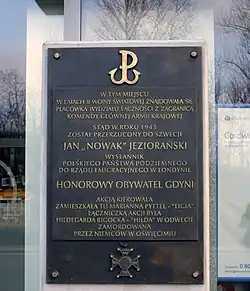 W TYM MIEJSCU
W LATACH II WOJNY ŚWIATOWEJ ZNAJDOWAŁA SIĘ
PLACÓWKA WYDZIAŁU ŁĄCZNOŚCI Z ZAGRANICĄ
KOMENDY GŁÓWNEJ ARMII KRAJOWEJ
STĄD W ROKU 1943
ZOSTAŁ PRZERZUCONY DO SZWECJI
JAN „NOWAK” JEZIORAŃSKI
WYSŁANNIK
POLSKIEGO PAŃSTWA PODZIEMNEGO
DO RZĄDU EMIGRACYJNEGO W LONDYNIE
HONOROWY OBYWATEL GDYNI
AKCJĄ KIEROWAŁA
ZAMIESZKAŁA TU MARIANNA PYTTEL - "LIGIA"
ŁĄCZNICZKĄ AKCJI BYŁA
HILDEGARDA BIGOCKA - "HILDA" W ODWECIE
ZAMORDOWANA
PRZEZ NIEMCÓW W OŚWIĘCIMIU